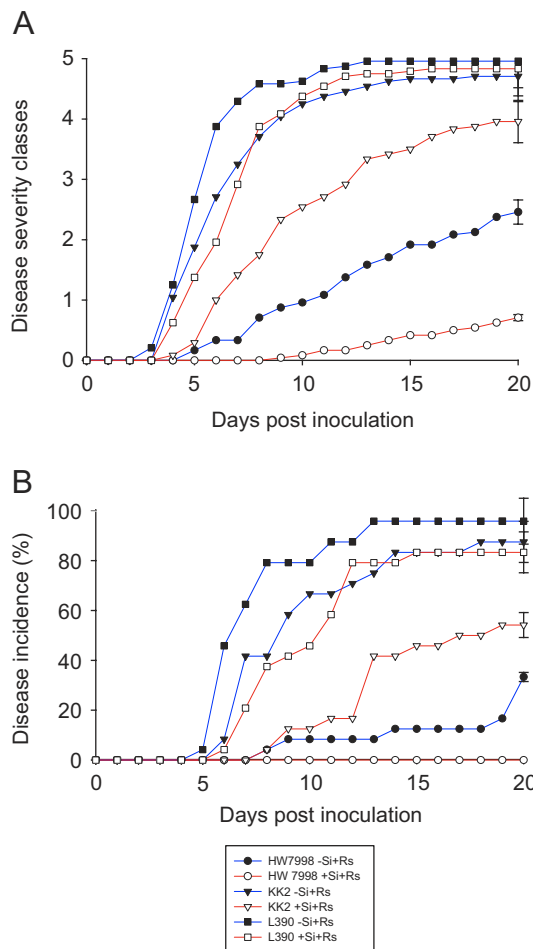 A
Disease severity classes
5
4
3
2
1
0
0 5 10 15 20
Days post inoculation
B
Disease incidence (%)
100
80
60
40
20
0
0 5 10 15 20
Days post inoculation
HW7998 -Si+Rs
HW 7998 +Si+Rs
KK2 -Si+Rs
KK2 +Si+Rs
L390 -Si+Rs
L390 +Si+Rs